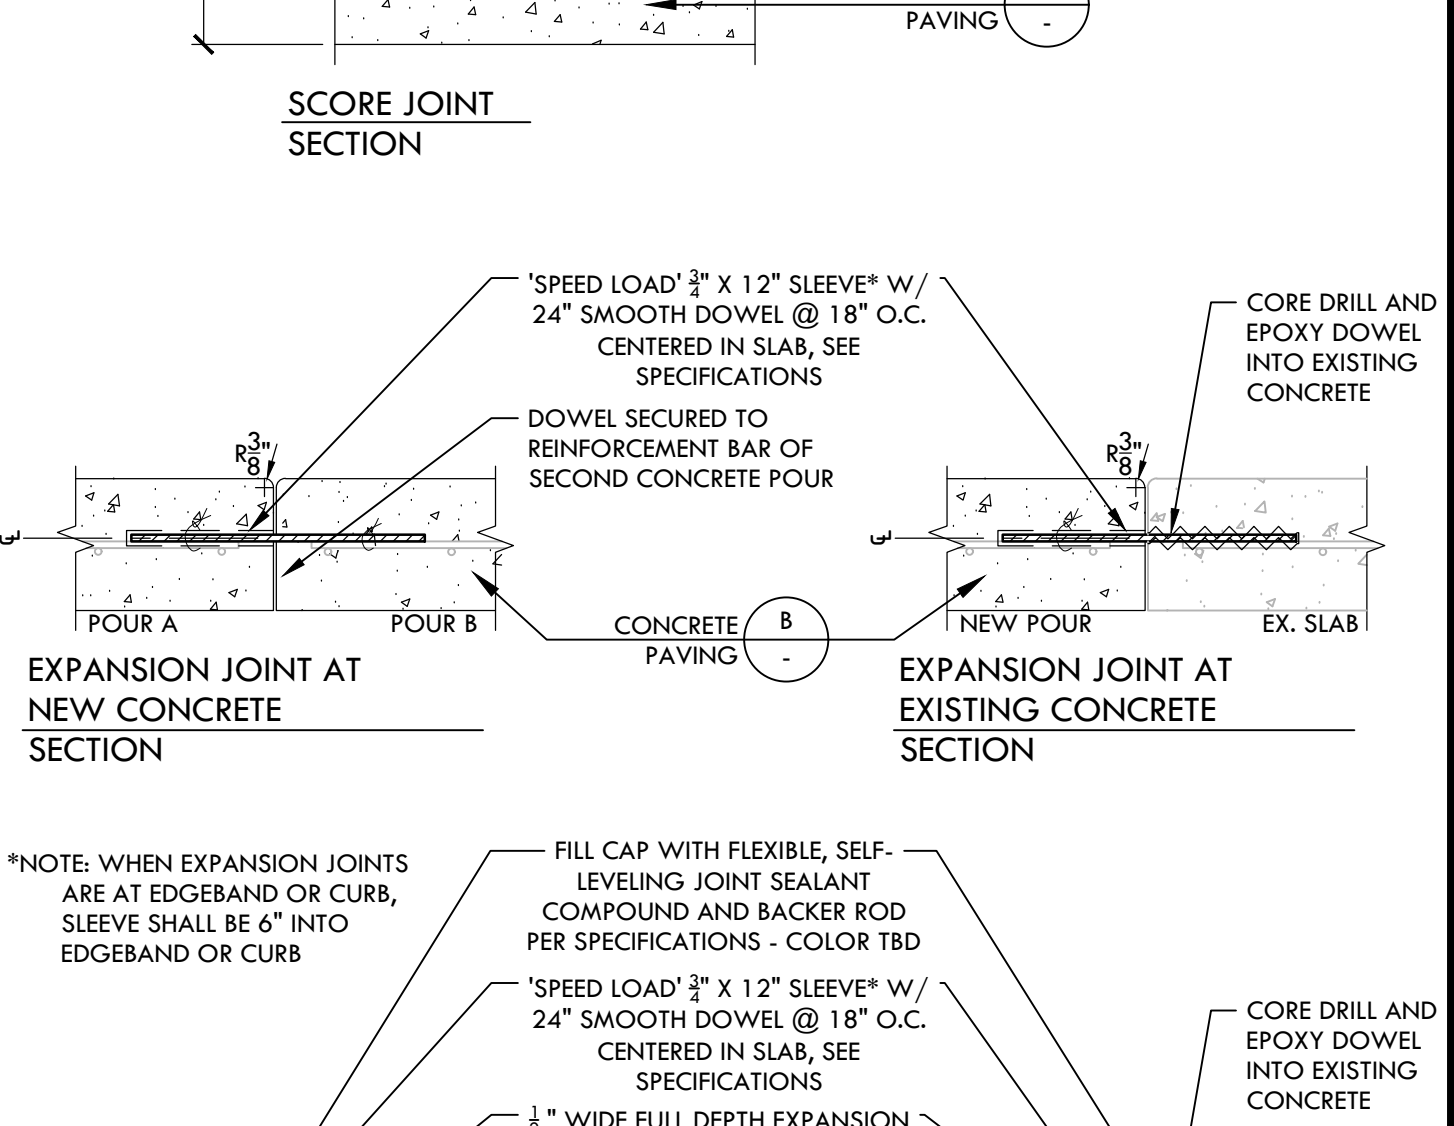 PAVING
-
SCORE JOINT
SECTION
'SPEED LOAD' 3/4" X 12" SLEEVE* W/
24" SMOOTH DOWEL @ 18" O.C.
CENTERED IN SLAB, SEE
SPECIFICATIONS
CORE DRILL AND
EPOXY DOWEL
INTO EXISTING
CONCRETE
DOWEL SECURED TO
REINFORCEMENT BAR OF
SECOND CONCRETE POUR
R3/8"
R3/8"
POUR A
POUR B
CONCRETE
PAVING
B
-
NEW POUR
EX. SLAB
EXPANSION JOINT AT
NEW CONCRETE
SECTION
EXPANSION JOINT AT
EXISTING CONCRETE
SECTION
*NOTE: WHEN EXPANSION JOINTS
ARE AT EDGEBAND OR CURB,
SLEEVE SHALL BE 6" INTO
EDGEBAND OR CURB
FILL CAP WITH FLEXIBLE, SELF-
LEVELING JOINT SEALANT
COMPOUND AND BACKER ROD
PER SPECIFICATIONS - COLOR TBD
'SPEED LOAD' 3/4" X 12" SLEEVE* W/
24" SMOOTH DOWEL @ 18" O.C.
CENTERED IN SLAB, SEE
SPECIFICATIONS
CORE DRILL AND
EPOXY DOWEL
INTO EXISTING
CONCRETE
" WIDE FULL DEPTH EXPANSION